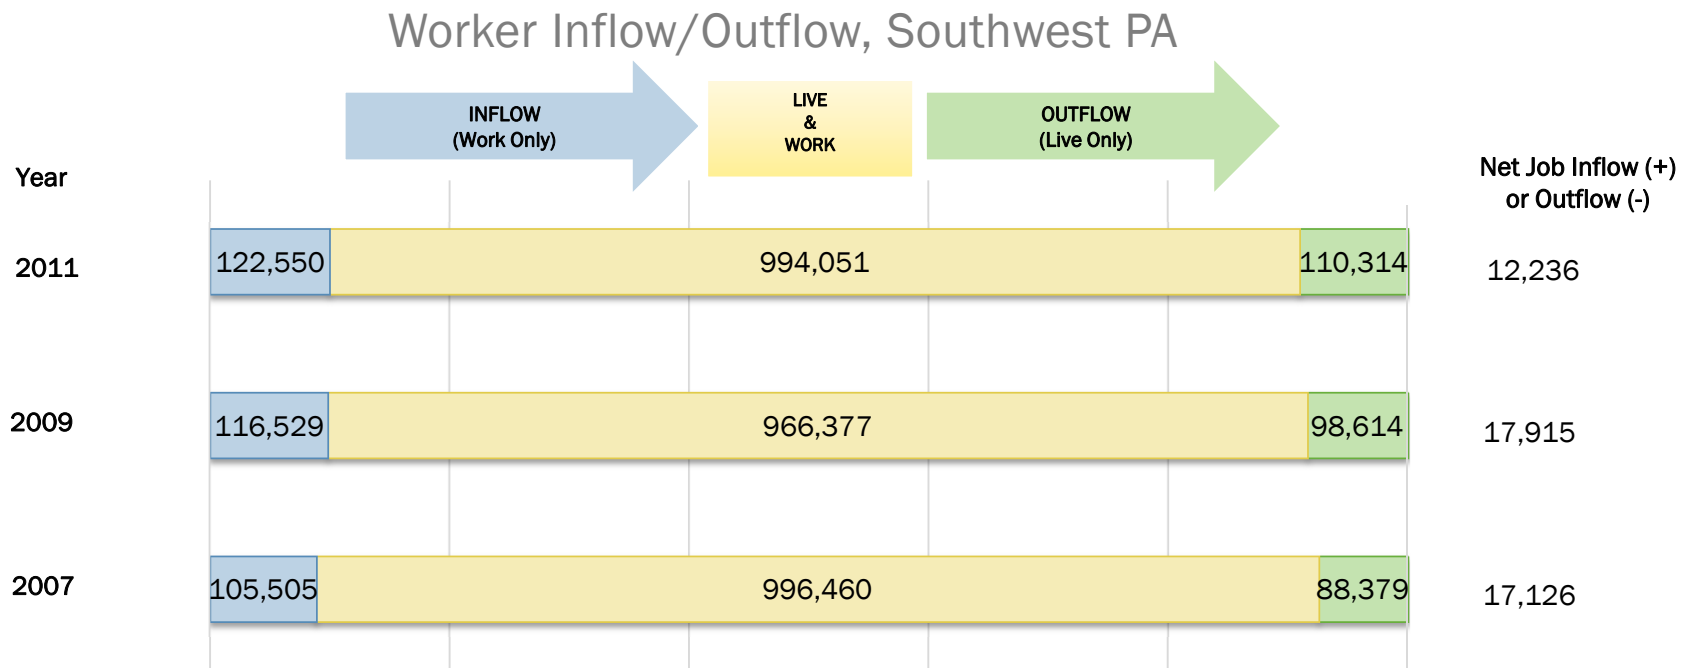 Worker Inflow/Outflow, Southwest PA
INFLOW
(Work Only)
LIVE
&
WORK
OUTFLOW
(Live Only)
Year
Net Job Inflow (+)
or Outflow (-)
2011
122,550
994,051
110,314
12,236
2009
116,529
966,377
98,614
17,915
2007
105,505
996,460
88,379
17,126